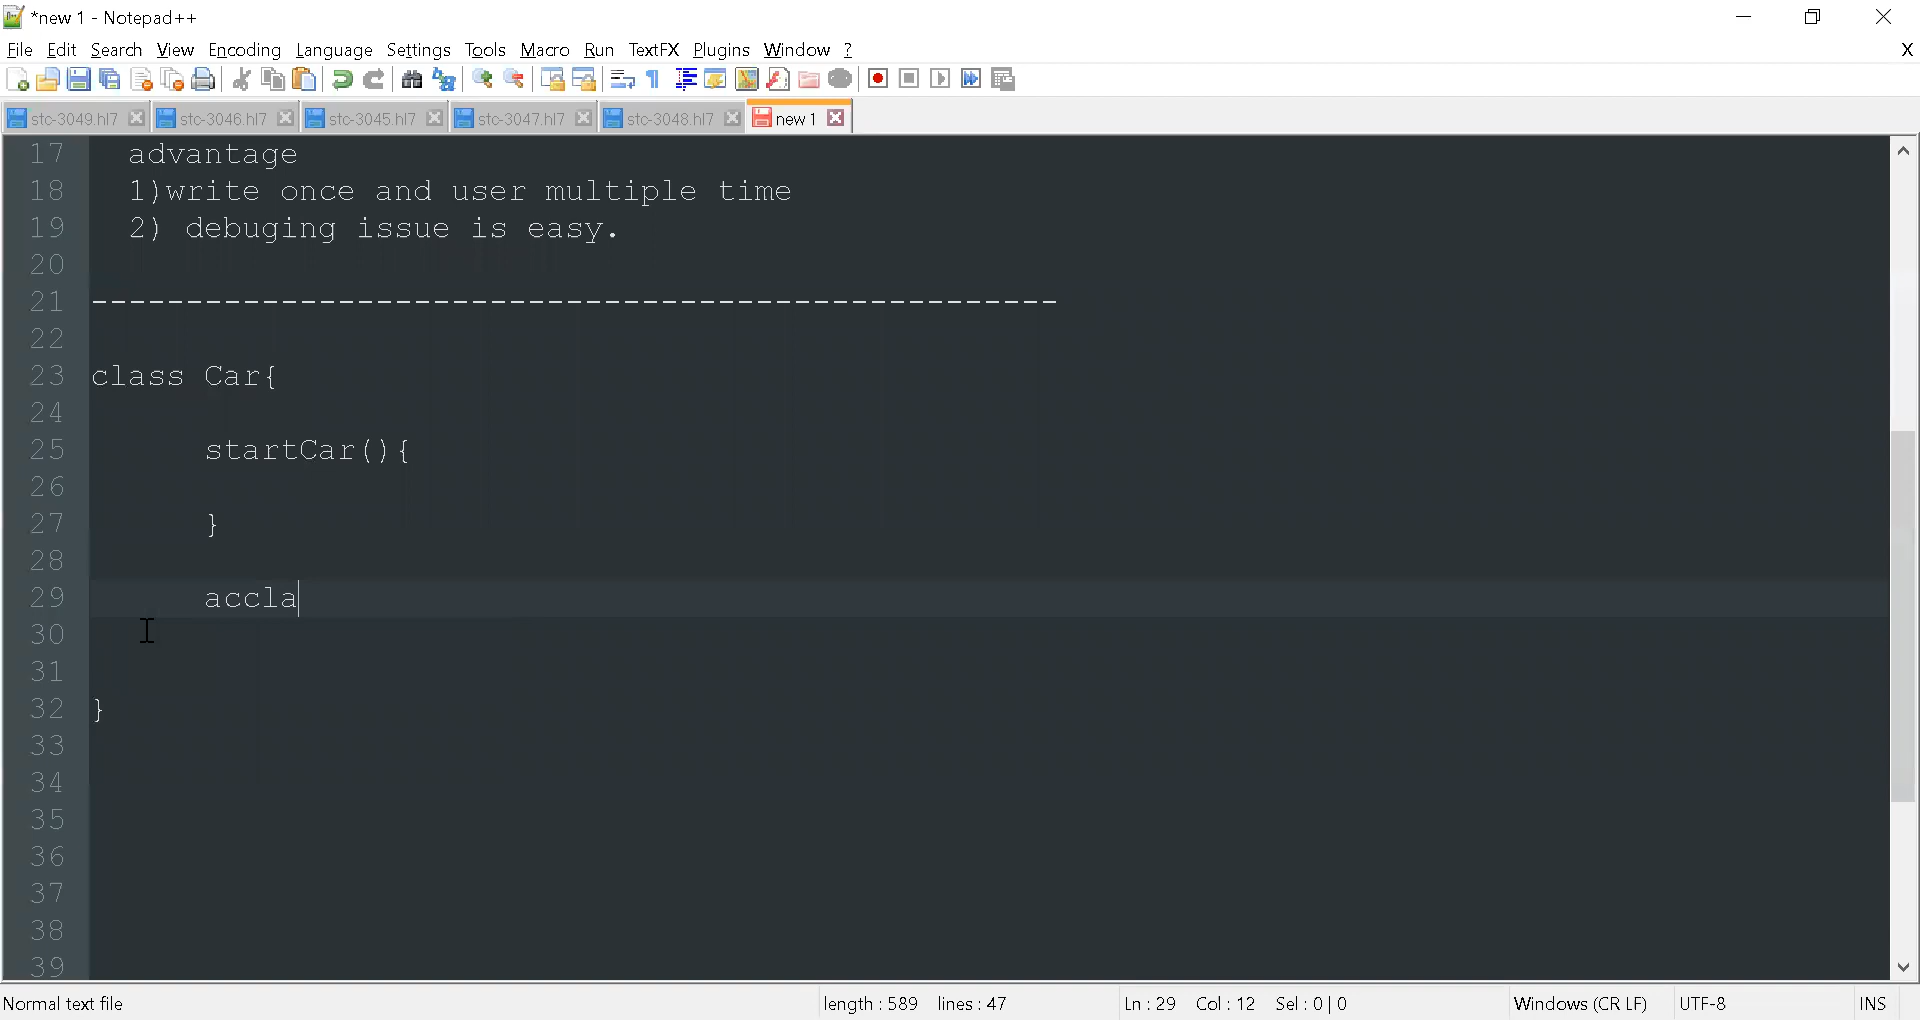 *new 1 - Notepad++
File Edit Search View Encoding Language Settings Tools Macro Run TextFX Plugins Window ? X
stc-3049.hl7 stc-3046.hl7 stc-3045.hl7 stc-3047.hl7 stc-3048.hl7 new 1
17 advantage
18 1)write once and user multiple time
19 2) debuging issue is easy.
20
21 ---------------------------------------------------
22
23 class Car{
24
25 startCar(){
26
27 }
28
29 accla
30
31
32 }
33
34
35
36
37
38
39
Normal text file length : 589 lines : 47 Ln : 29 Col : 12 Sel : 0 | 0 Windows (CR LF) UTF-8 INS